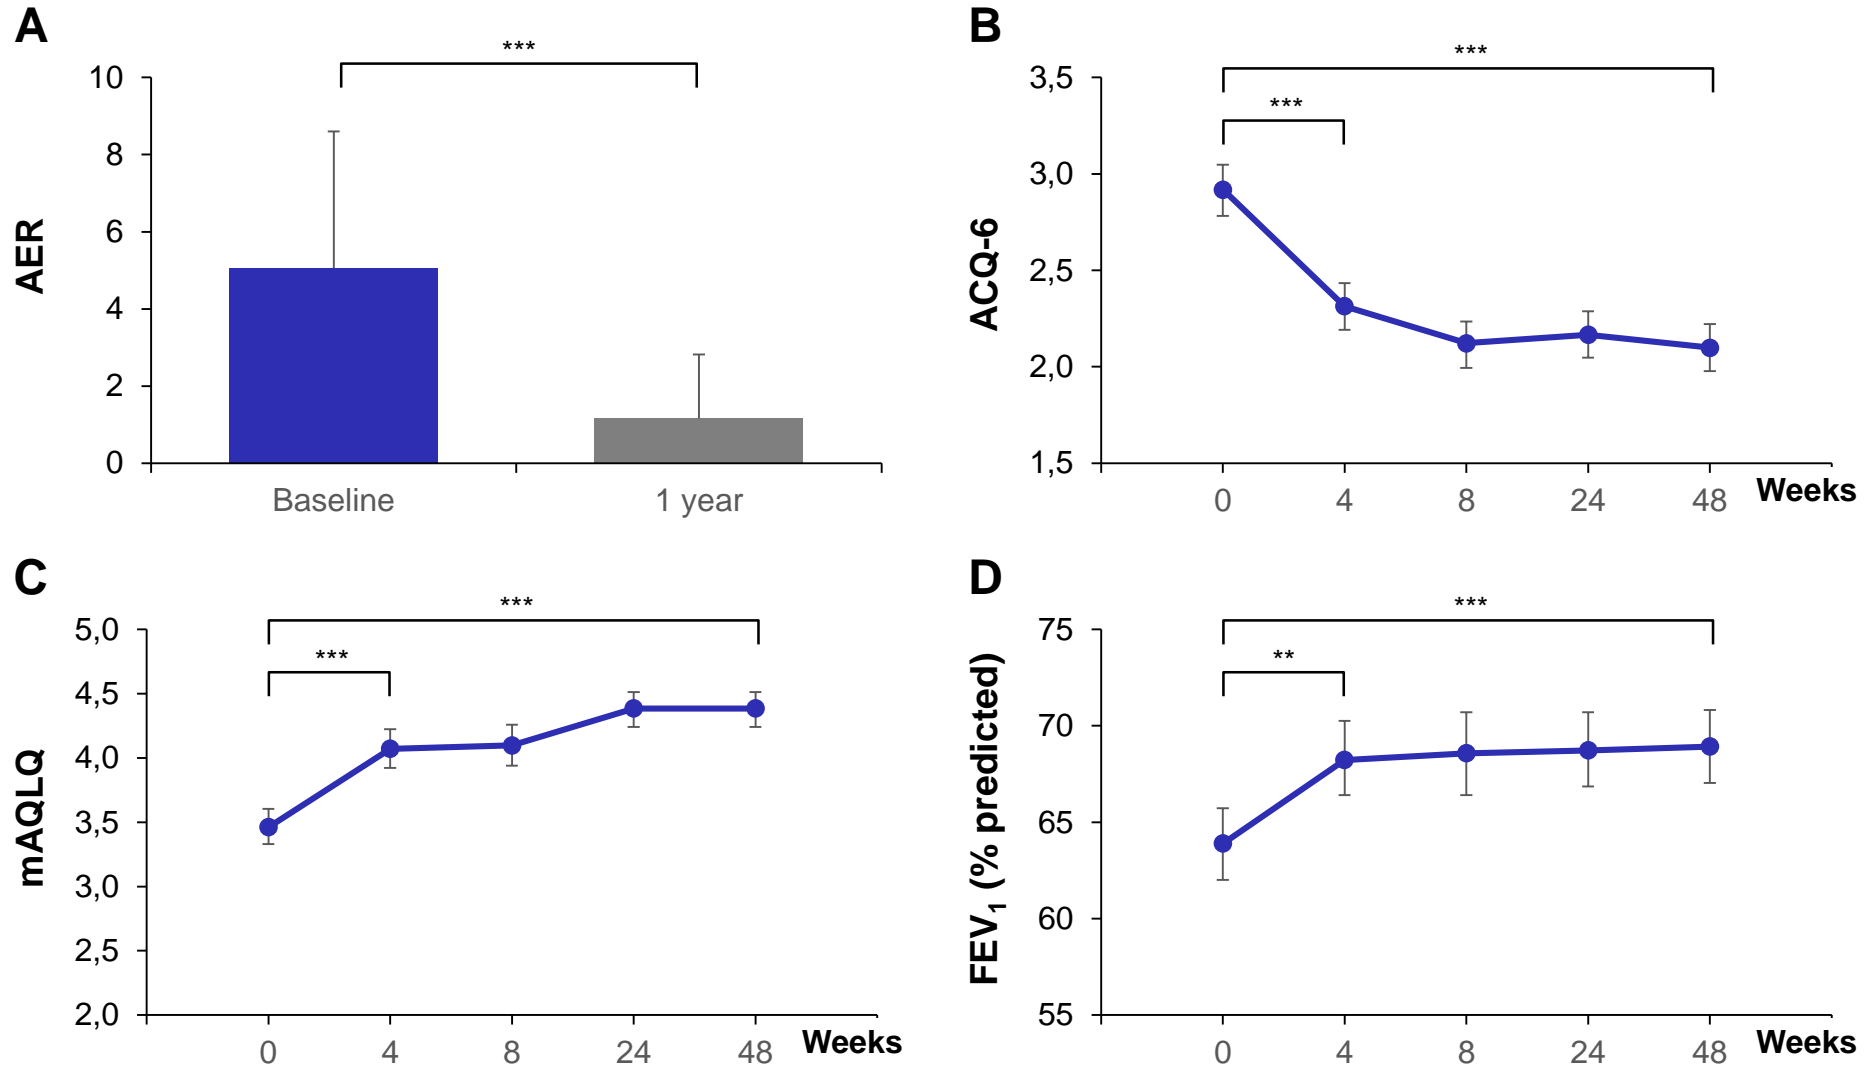 A
***
10
8
6
4
2
0
AER
Baseline
1 year
B
***
***
3,5
3,0
2,5
2,0
1,5
ACQ-6
0 4 8 24 48 Weeks
C
***
***
5,0
4,5
4,0
3,5
3,0
2,5
2,0
mAQLQ
0 4 8 24 48 Weeks
D
***
**
75
70
65
60
55
FEV1 (% predicted)
0 4 8 24 48 Weeks